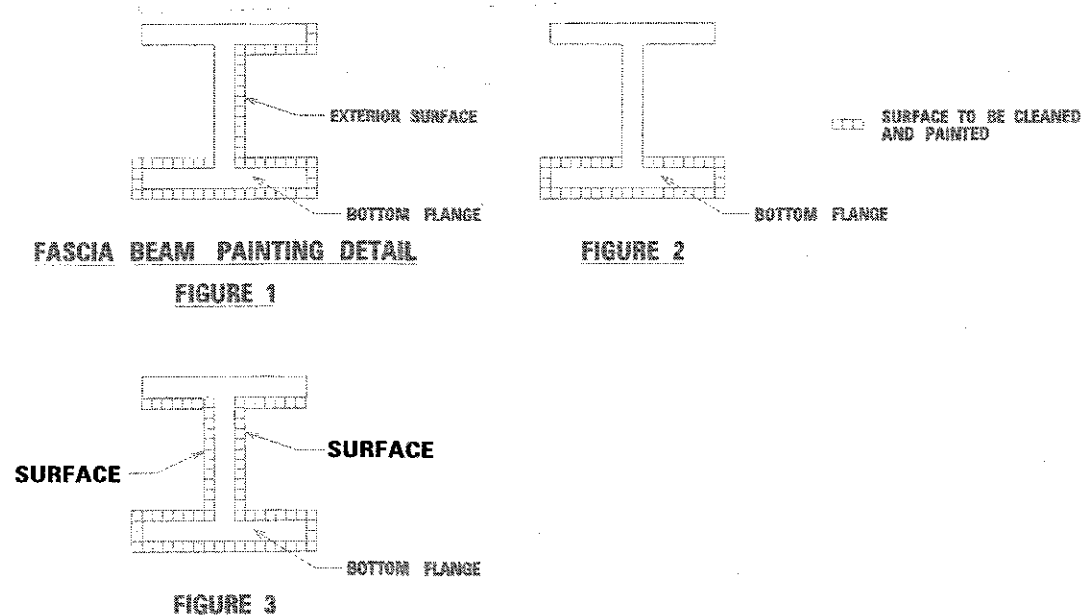 EXTERIOR SURFACE
BOTTOM FLANGE
FASCIA BEAM PAINTING DETAIL
FIGURE 1
BOTTOM FLANGE
FIGURE 2
SURFACE TO BE CLEANED
AND PAINTED
SURFACE
SURFACE
BOTTOM FLANGE
FIGURE 3